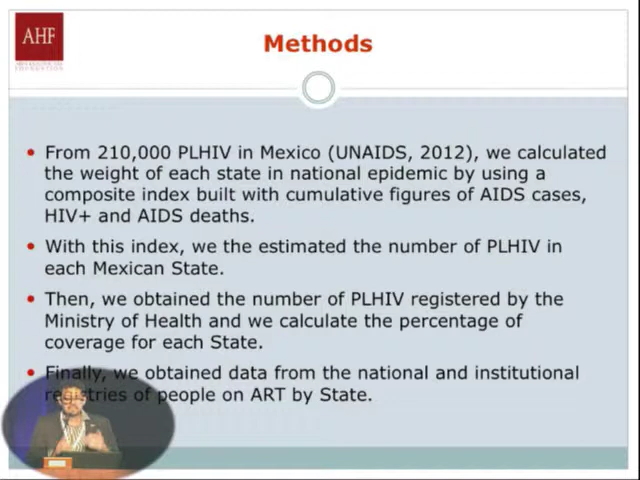 AHF
Methods
From 210,000 PLHIV in Mexico (UNAIDS, 2012), we calculated
the weight of each state in national epidemic by using a
composite index built with cumulative figures of AIDS cases,
HIV+ and AIDS deaths.
With this index, we the estimated the number of PLHIV in
each Mexican State.
Then, we obtained the number of PLHIV registered by the
Ministry of Health and we calculate the percentage of
coverage for each State.
Finally, we obtained data from the national and institutional
registries of people on ART by State.